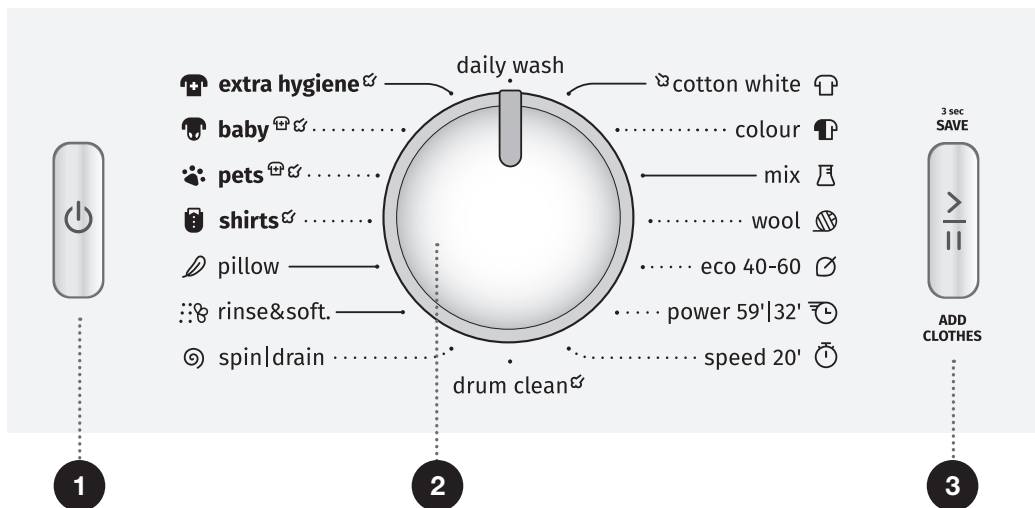 daily wash
extra hygiene
baby
pets
shirts
pillow
rinse&soft.
spin|drain
cotton white
colour
mix
wool
eco 40-60
power 59'|32'
speed 20'
drum clean
3 sec
SAVE
ADD
CLOTHES
1
2
3